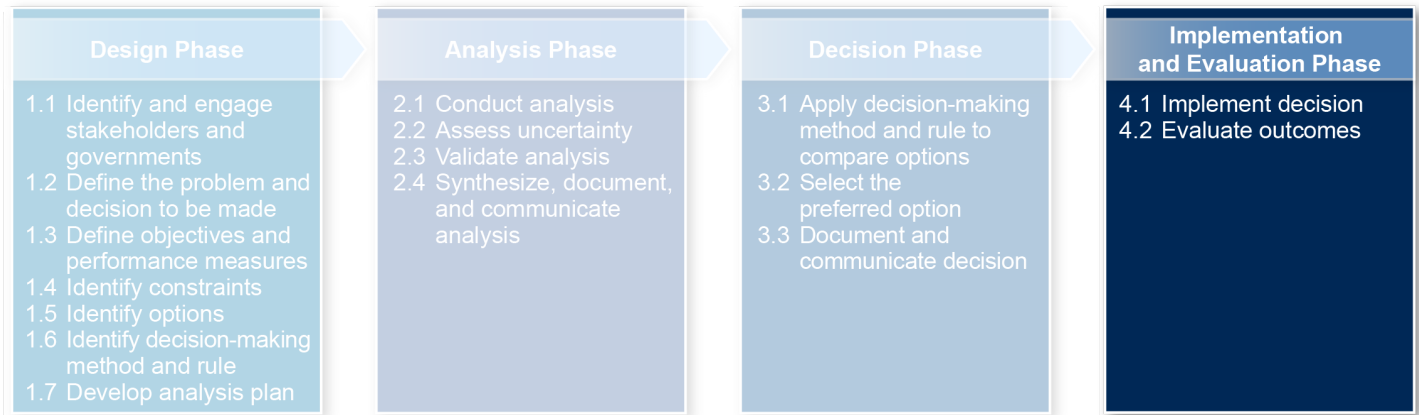 Design Phase
1.1 Identify and engage
stakeholders and
governments
1.2 Define the problem and
decision to be made
1.3 Define objectives and
performance measures
1.4 Identify constraints
1.5 Identify options
1.6 Identify decision-making
method and rule
1.7 Develop analysis plan
Analysis Phase
2.1 Conduct analysis
2.2 Assess uncertainty
2.3 Validate analysis
2.4 Synthesize, document,
and communicate
analysis
Decision Phase
3.1 Apply decision-making
method and rule to
compare options
3.2 Select the
preferred option
3.3 Document and
communicate decision
Implementation
and Evaluation Phase
4.1 Implement decision
4.2 Evaluate outcomes